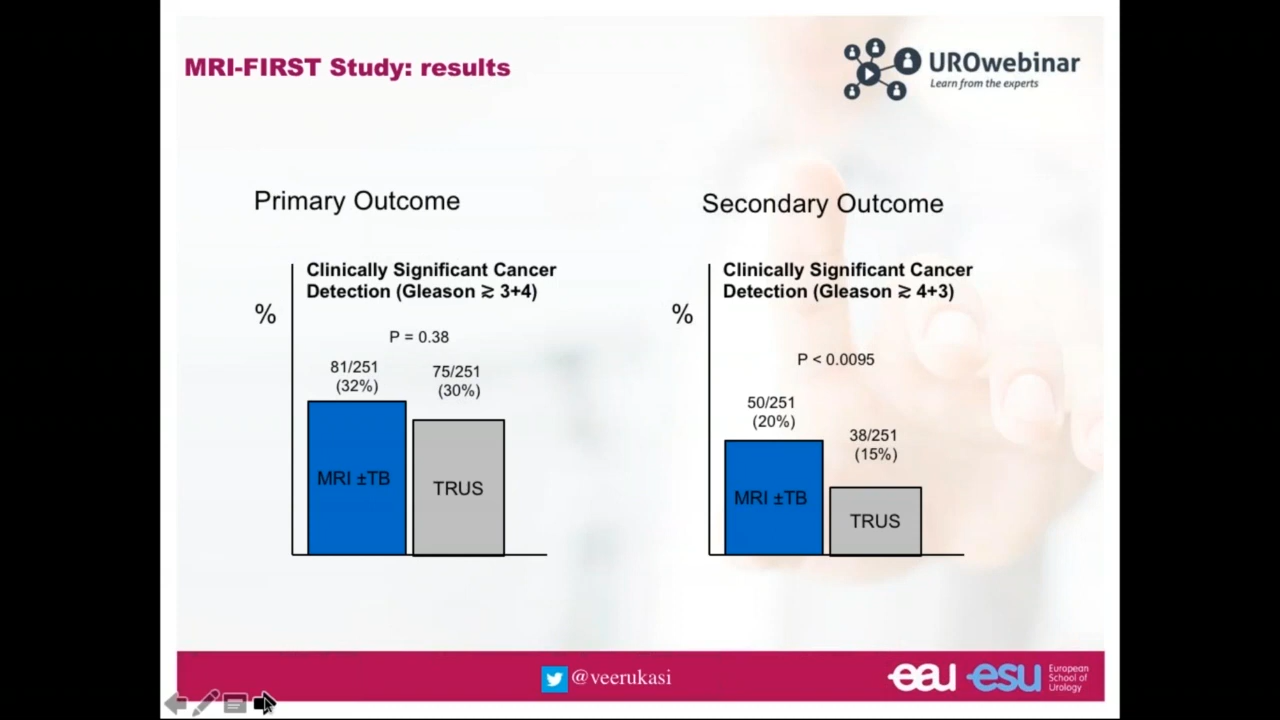 MRI-FIRST Study: results
UROwebinar
Learn from the experts
Primary Outcome
Clinically Significant Cancer
Detection (Gleason ≳ 3+4)
%
P = 0.38
81/251
(32%)
75/251
(30%)
MRI ±TB
TRUS
Secondary Outcome
Clinically Significant Cancer
Detection (Gleason ≳ 4+3)
%
P < 0.0095
50/251
(20%)
38/251
(15%)
MRI ±TB
TRUS
@veerukasi
eau esu
European
School of
Urology